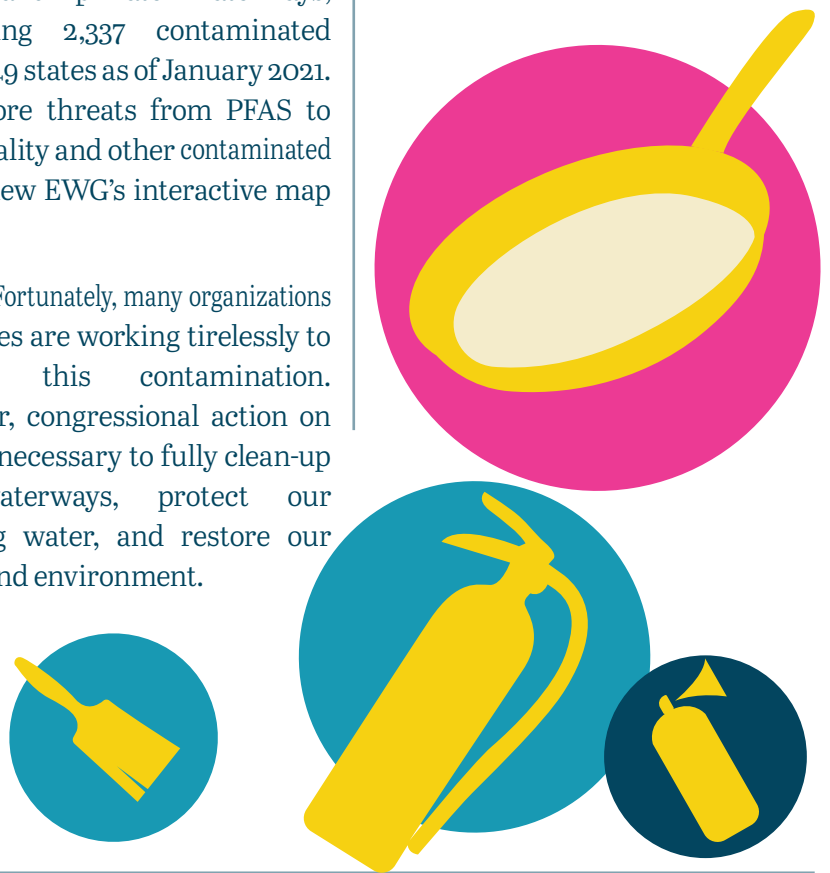 ing 2,337 contaminated
49 states as of January 2021.
ore threats from PFAS to
ality and other contaminated
ew EWG's interactive map
Fortunately, many organizations
es are working tirelessly to
this contamination.
r, congressional action on
necessary to fully clean-up
aterways, protect our
g water, and restore our
nd environment.